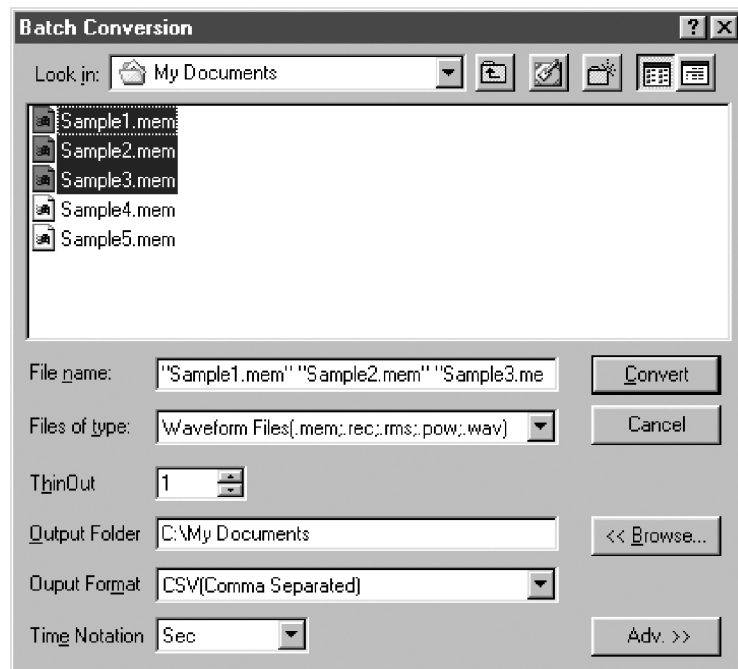 Batch Conversion
Look in: My Documents
Sample1.mem
Sample2.mem
Sample3.mem
Sample4.mem
Sample5.mem
File name: "Sample1.mem" "Sample2.mem" "Sample3.me
Convert
Files of type: Waveform Files(.mem;.rec;.rms;.pow;.wav)
Cancel
ThinOut 1
Output Folder C:\My Documents
<< Browse...
Ouput Format CSV(Comma Separated)
Time Notation Sec
Adv. >>